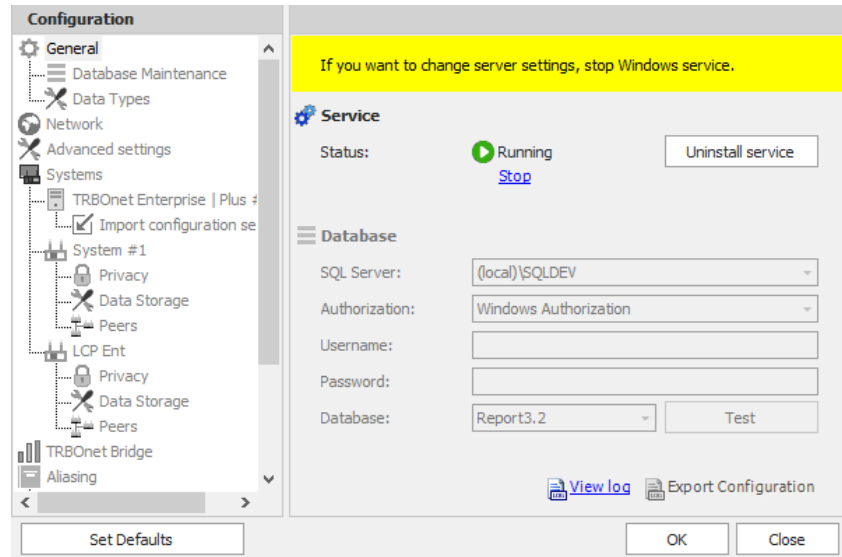 Configuration
General
Database Maintenance
Data Types
Network
Advanced settings
Systems
TRBOnet Enterprise | Plus
Import configuration se
System #1
Privacy
Data Storage
Peers
LCP Ent
Privacy
Data Storage
Peers
TRBOnet Bridge
Aliasing
Set Defaults
If you want to change server settings, stop Windows service.
Service
Status: Running Uninstall service
Stop
Database
SQL Server: (local)\SQLDEV
Authorization: Windows Authorization
Username:
Password:
Database: Report3.2 Test
View log Export Configuration
OK Close